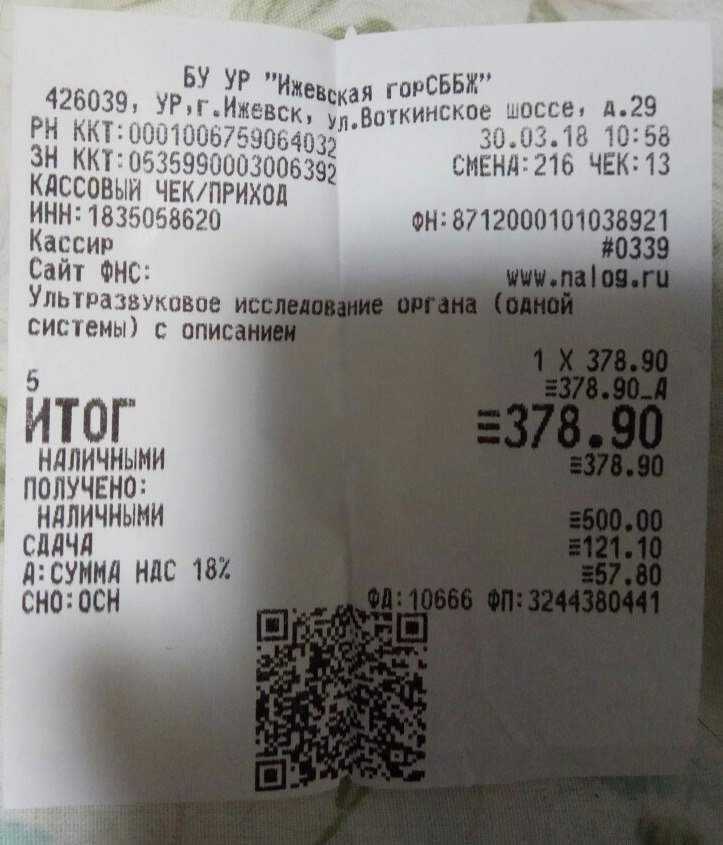 БУ УР "Ижевская горСББЖ"
426039, УР,г.Ижевск, ул.Воткинское шоссе, д.29
РН ККТ:0001006759064032 30.03.18 10:58
ЗН ККТ:0535990003006392 СМЕНА:216 ЧЕК:13
КАССОВЫЙ ЧЕК/ПРИХОД
ИНН:1835058620 ФН:8712000101038921
Кассир #0339
Сайт ФНС: www.nalog.ru
Ультразвуковое исследование органа (одной
системы) с описанием
1 X 378.90
5 ≡378.90_А
ИТОГ ≡378.90
НАЛИЧНЫМИ ≡378.90
ПОЛУЧЕНО:
НАЛИЧНЫМИ ≡500.00
СДАЧА ≡121.10
А:СУММА НДС 18% ≡57.80
СНО:ОСН ФД:10666 ФП:3244380441